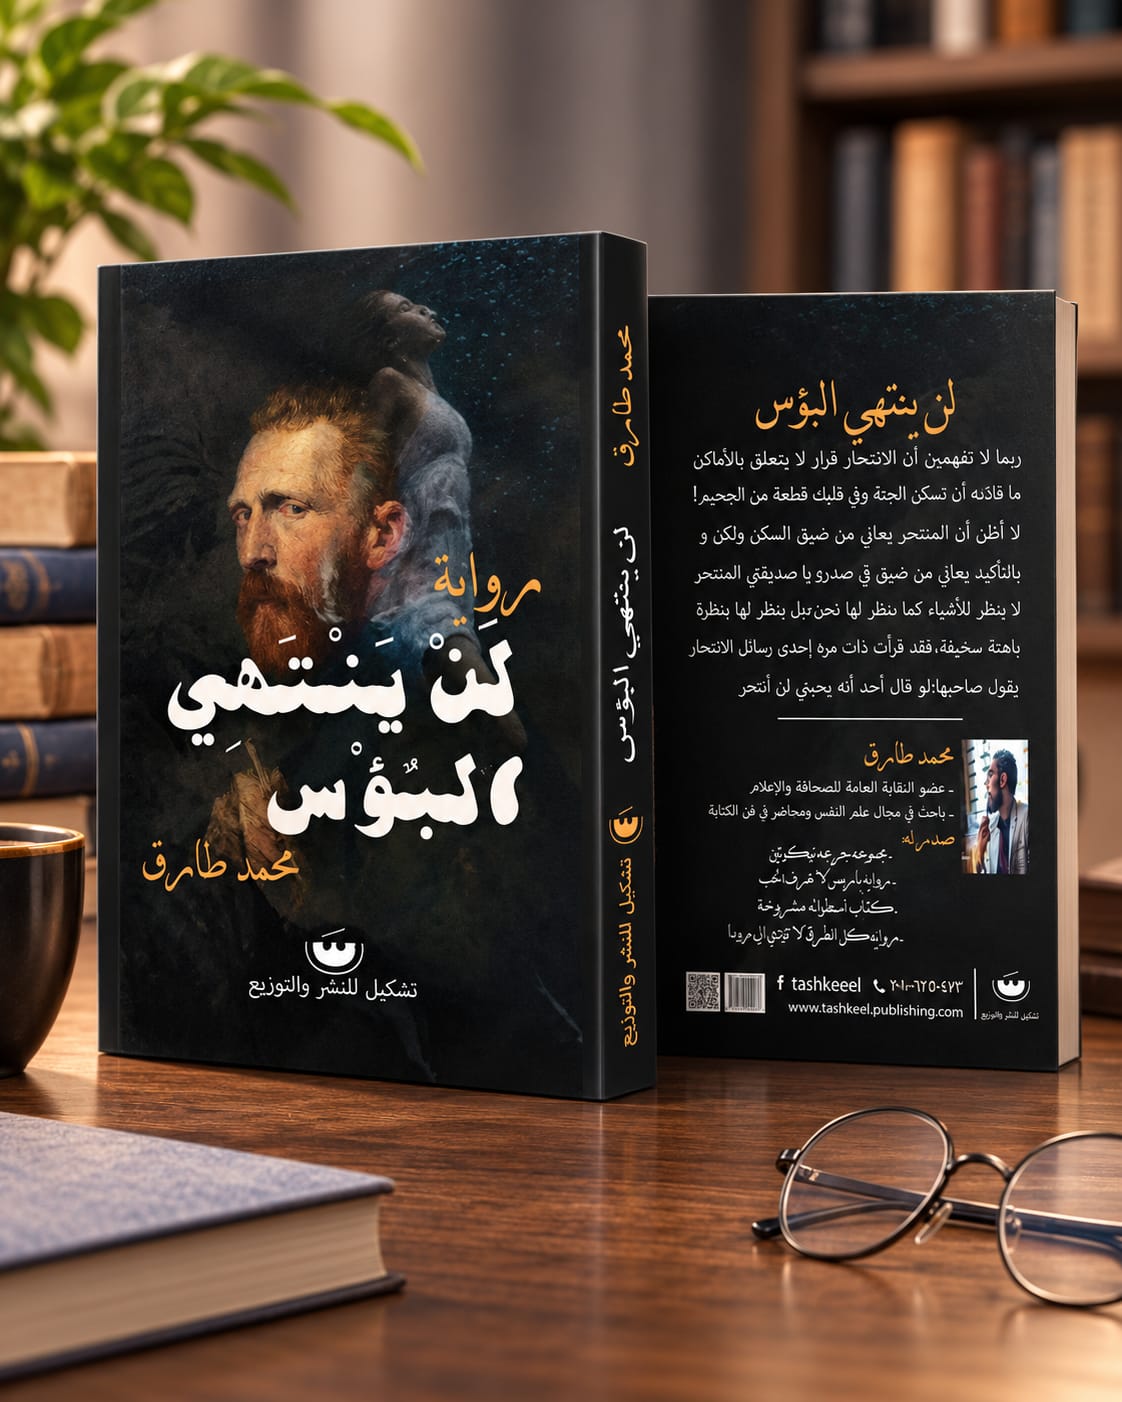 رواية
لَنْ يَنْتَهِي
البُؤْس
محمد طارق
تشكيل للنشر والتوزيع
محمد طارق
لن ينتهي البؤس
تشكيل للنشر والتوزيع
لن ينتهي البؤس
ربما لا تفهمين أن الانتحار قرار لا يتعلق بالأماكن
ما أن تسكن الجنة وفي قلبك قطعة من الجحيم!
لا أظن أن المنتحر يعاني من ضيق السكن ولكن و
بالتأكيد يعاني من ضيق في صدرو يا صديقتي المنتحر
لا ينظر للأشياء كما ننظر لها نحن بل ينظر لها بنظرة
باهتة سخيفة، فقد قرأت ذات مره إحدى رسائل الانتحار
يقول صاحبها:لو قال أحد أنه يحبني لن أنتحر
محمد طارق
- عضو النقابة العامة للصحافة والإعلام
- باحث في مجال علم النفس ومحاضر في فن الكتابة
صدر له:
f tashkeeel
www.tashkeel.publishing.com
تشكيل للنشر والتوزيع